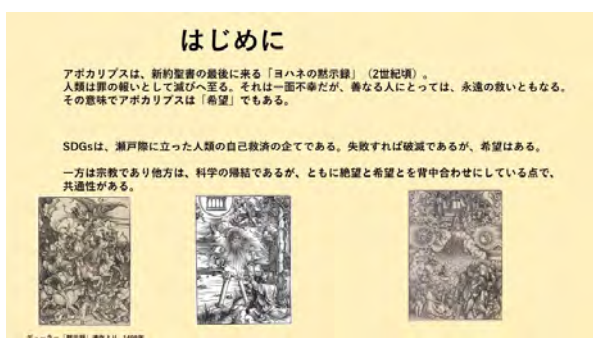 はじめに
アポカリプスは、新約聖書の最後に来る「ヨハネの黙示録」（2世紀頃）。
人類は罪の報いとして滅びへ至る。それは一面不幸だが、善なる人にとっては、永遠の救いともなる。
その意味でアポカリプスは「希望」でもある。
SDGsは、瀬戸際に立った人類の自己救済の企てである。失敗すれば破滅であるが、希望はある。
一方は宗教であり他方は、科学の帰結であるが、ともに絶望と希望とを背中合わせにしている点で、
共通性がある。